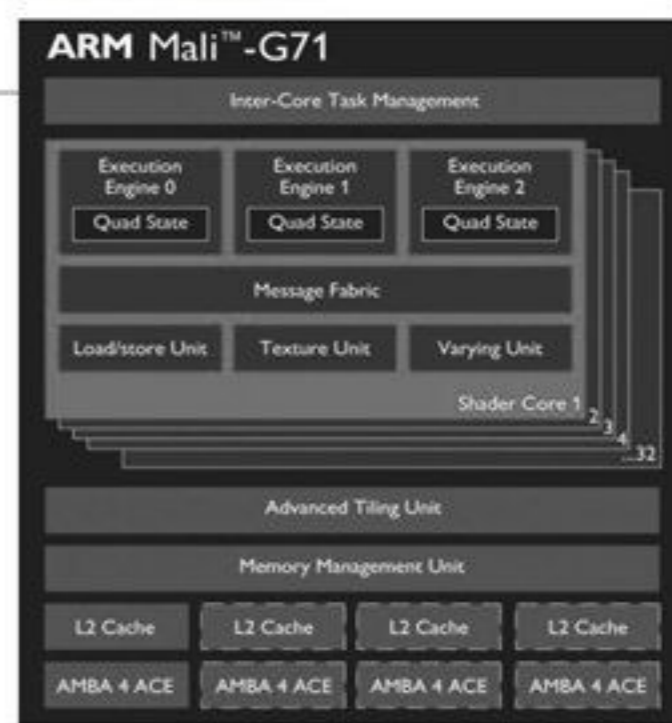 ARM Mali™-G71
Inter-Core Task Management
Execution Engine 0
Execution Engine 1
Execution Engine 2
Quad State
Quad State
Quad State
Message Fabric
Load/store Unit
Texture Unit
Varying Unit
Shader Core 1
2
3
4
...32
Advanced Tiling Unit
Memory Management Unit
L2 Cache
L2 Cache
L2 Cache
L2 Cache
AMBA 4 ACE
AMBA 4 ACE
AMBA 4 ACE
AMBA 4 ACE